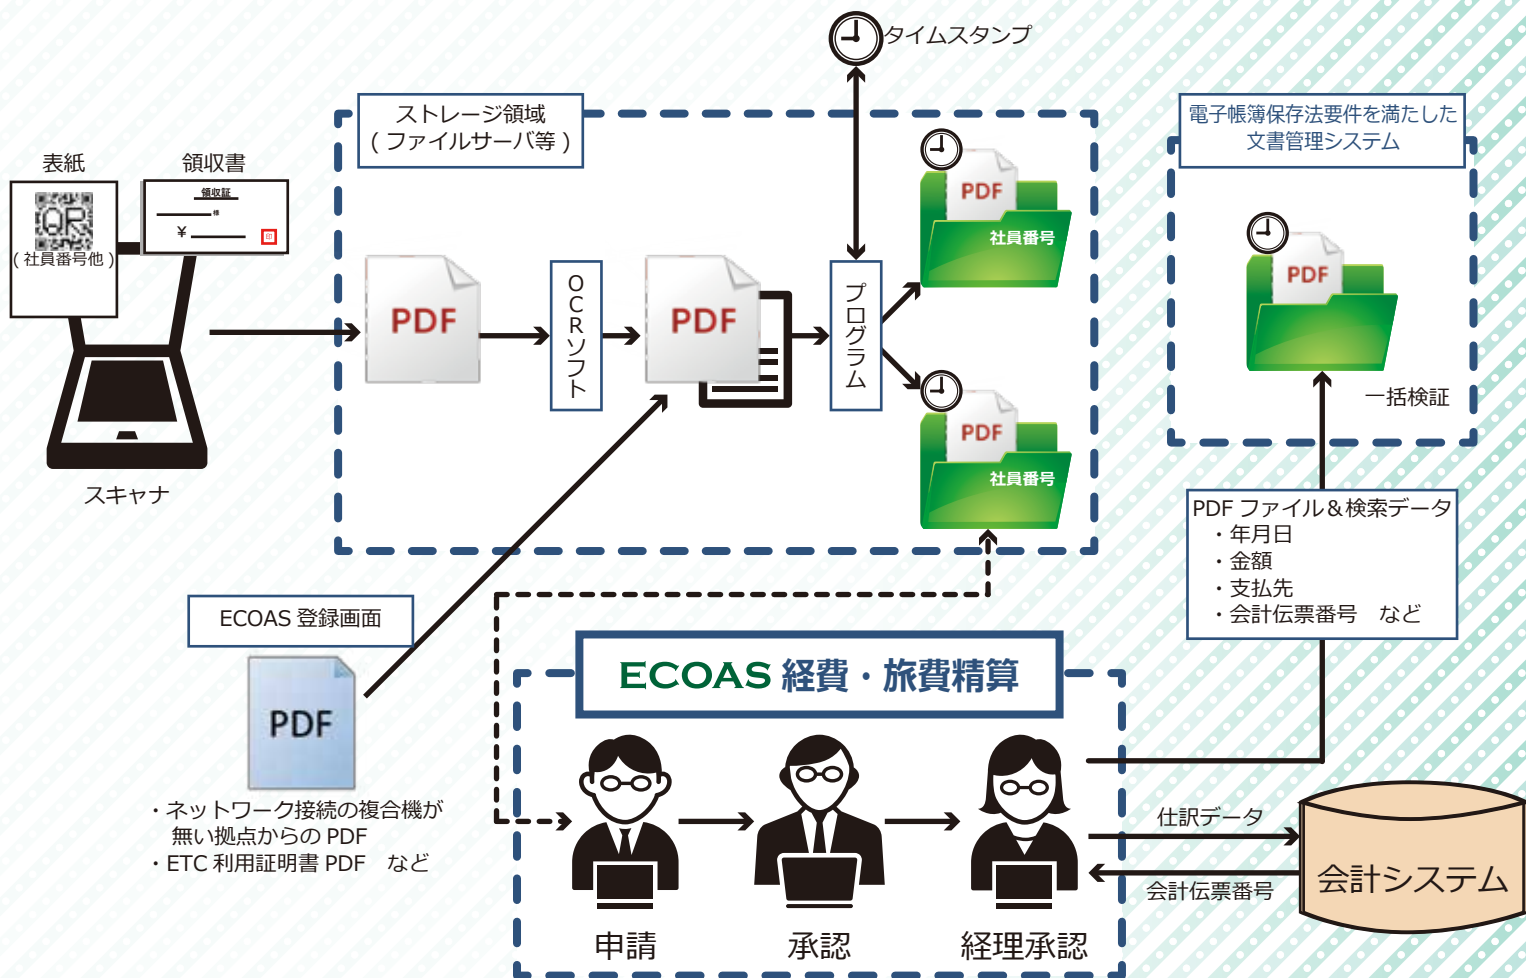 タイムスタンプ
ストレージ領域
( ファイルサーバ等 )
電子帳簿保存法要件を満たした
文書管理システム
表紙
領収書
QR
( 社員番号他 )
領収証
様
¥
印
PDF
OCRソフト
PDF
プログラム
PDF
社員番号
PDF
社員番号
PDF
一括検証
スキャナ
PDF ファイル＆検索データ
・年月日
・金額
・支払先
・会計伝票番号　など
ECOAS 登録画面
PDF
・ネットワーク接続の複合機が
無い拠点からの PDF
・ETC 利用証明書 PDF　など
ECOAS 経費・旅費精算
申請
承認
経理承認
仕訳データ
会計伝票番号
会計システム